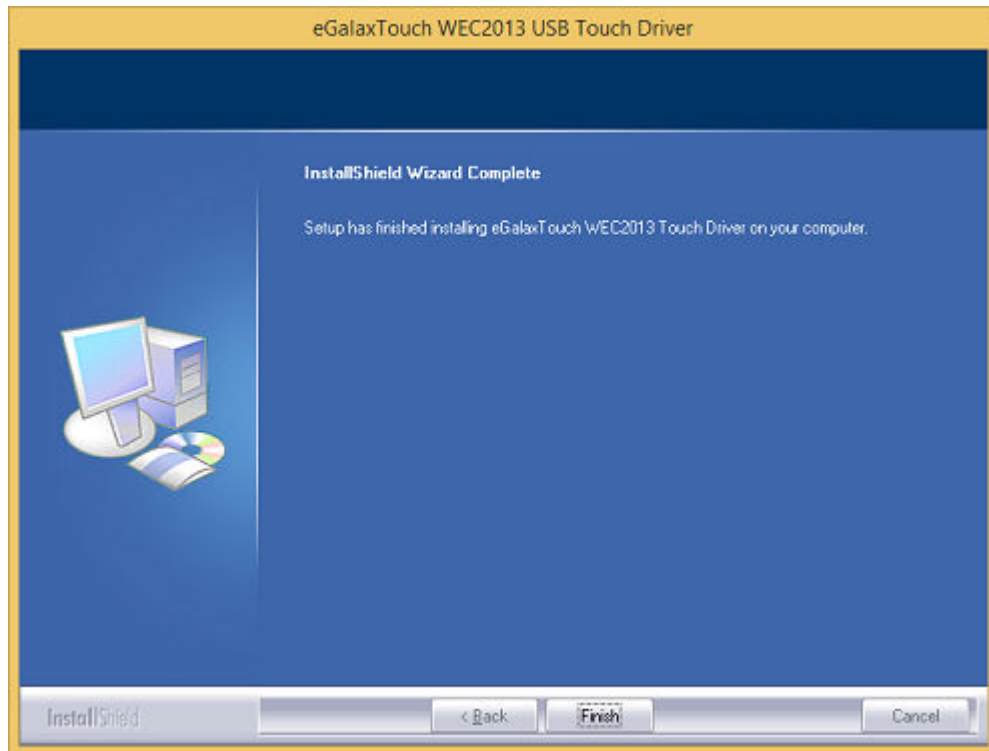 eGalaxTouch WEC2013 USB Touch Driver
InstallShield Wizard Complete
Setup has finished installing eGalaxTouch WEC2013 Touch Driver on your computer.
InstallShield
< Back
Finish
Cancel